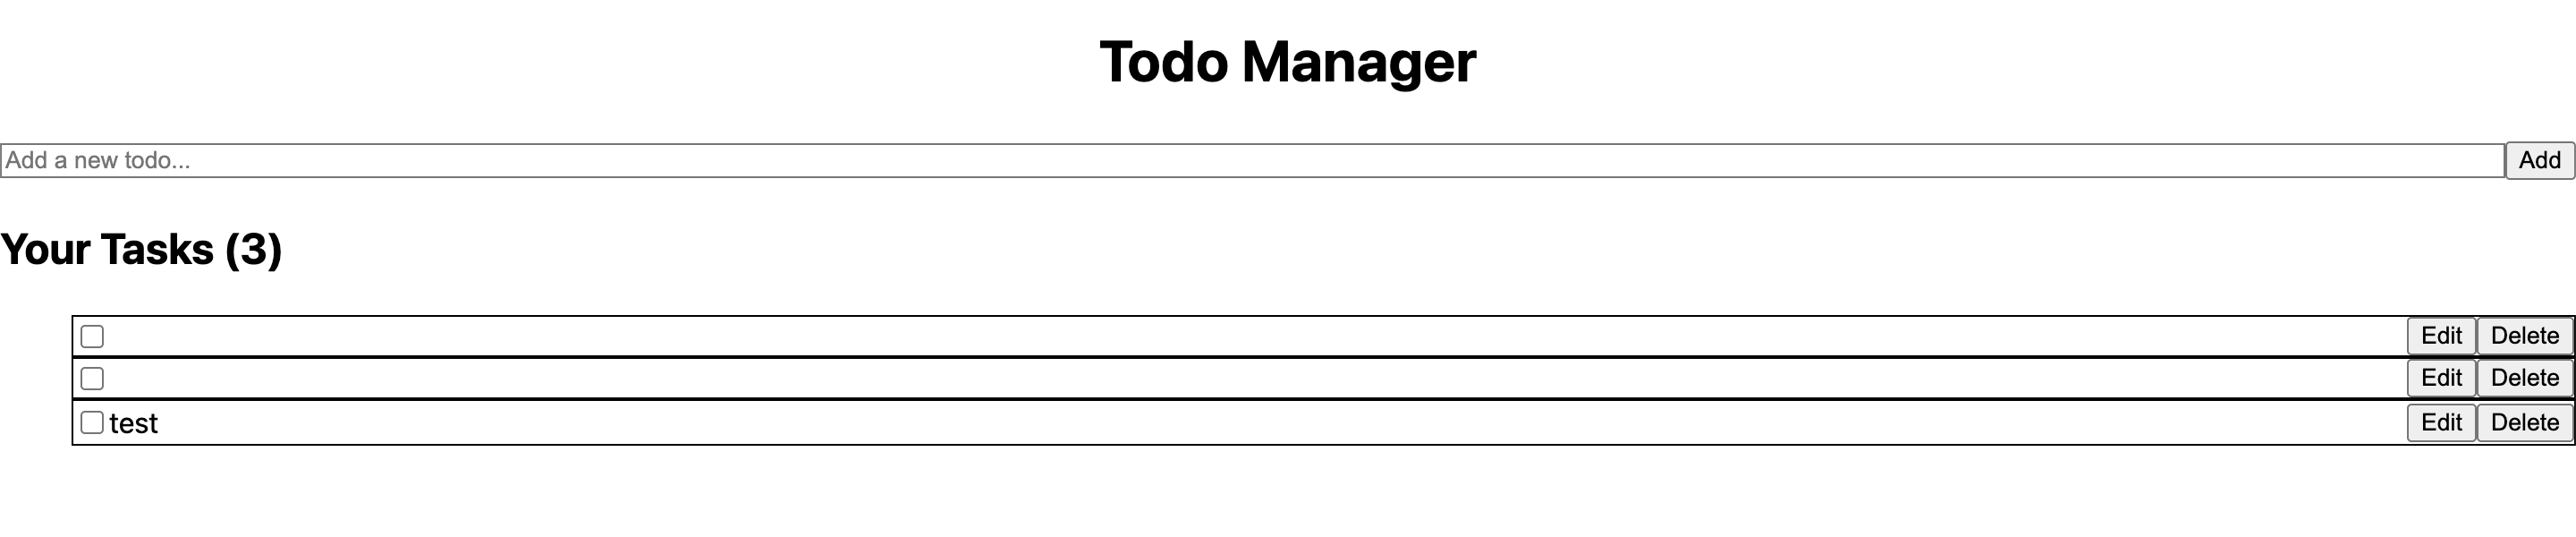 Todo Manager
Add a new todo... Add
Your Tasks (3)
Edit Delete
Edit Delete
test Edit Delete